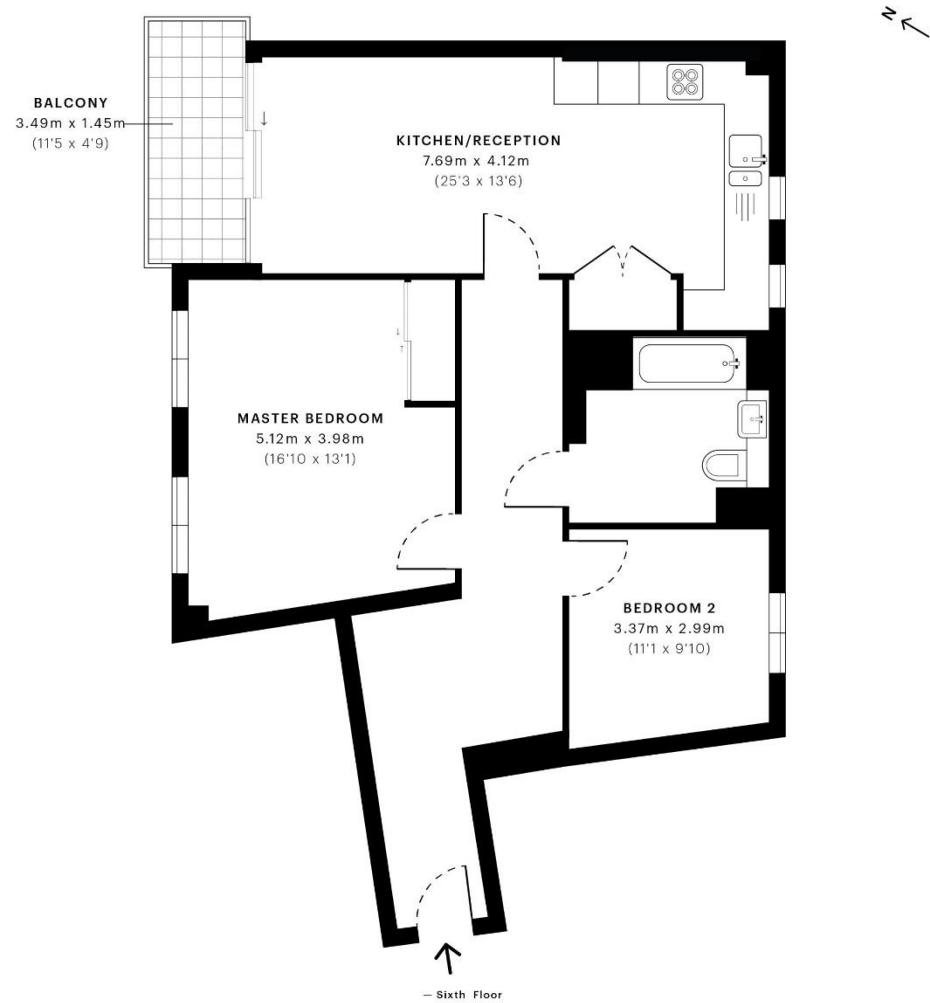 N
BALCONY
3.49m x 1.45m
(11'5 x 4'9)
KITCHEN/RECEPTION
7.69m x 4.12m
(25'3 x 13'6)
MASTER BEDROOM
5.12m x 3.98m
(16'10 x 13'1)
BEDROOM 2
3.37m x 2.99m
(11'1 x 9'10)
— Sixth Floor